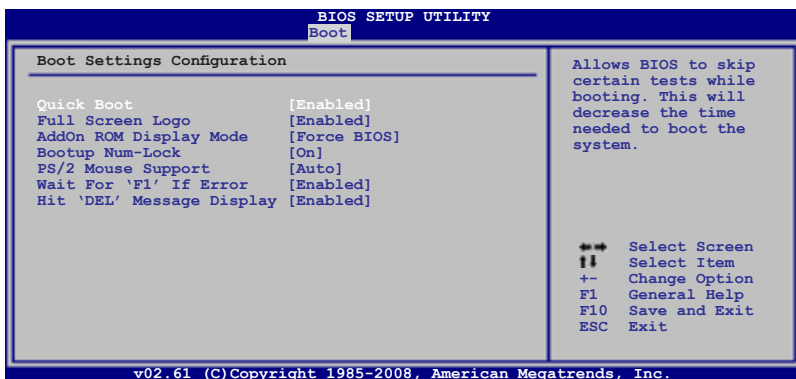 BIOS SETUP UTILITY
Boot
Boot Settings Configuration
Quick Boot [Enabled]
Full Screen Logo [Enabled]
AddOn ROM Display Mode [Force BIOS]
Bootup Num-Lock [On]
PS/2 Mouse Support [Auto]
Wait For ‘F1’ If Error [Enabled]
Hit ‘DEL’ Message Display [Enabled]
Allows BIOS to skip
certain tests while
booting. This will
decrease the time
needed to boot the
system.
←→ Select Screen
↑↓ Select Item
+- Change Option
F1 General Help
F10 Save and Exit
ESC Exit
v02.61 (C)Copyright 1985-2008, American Megatrends, Inc.